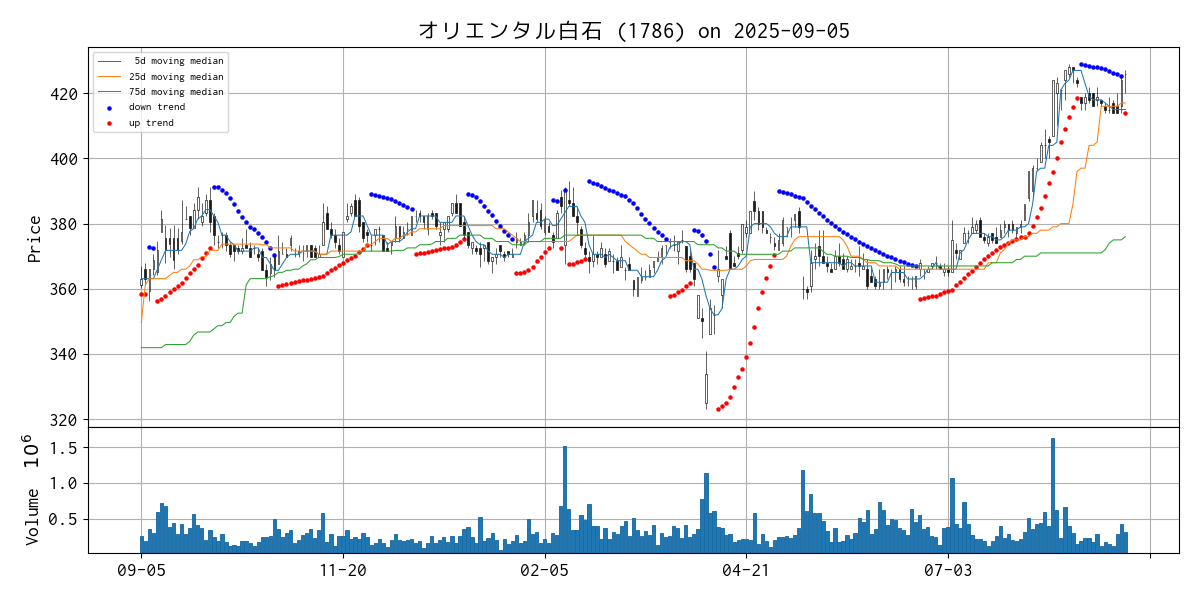 オリエンタル白石 (1786) on 2025-09-05
5d moving median
25d moving median
75d moving median
down trend
up trend
Price
420
400
380
360
340
320
Volume 10^6
1.5
1.0
0.5
09-05 11-20 02-05 04-21 07-03